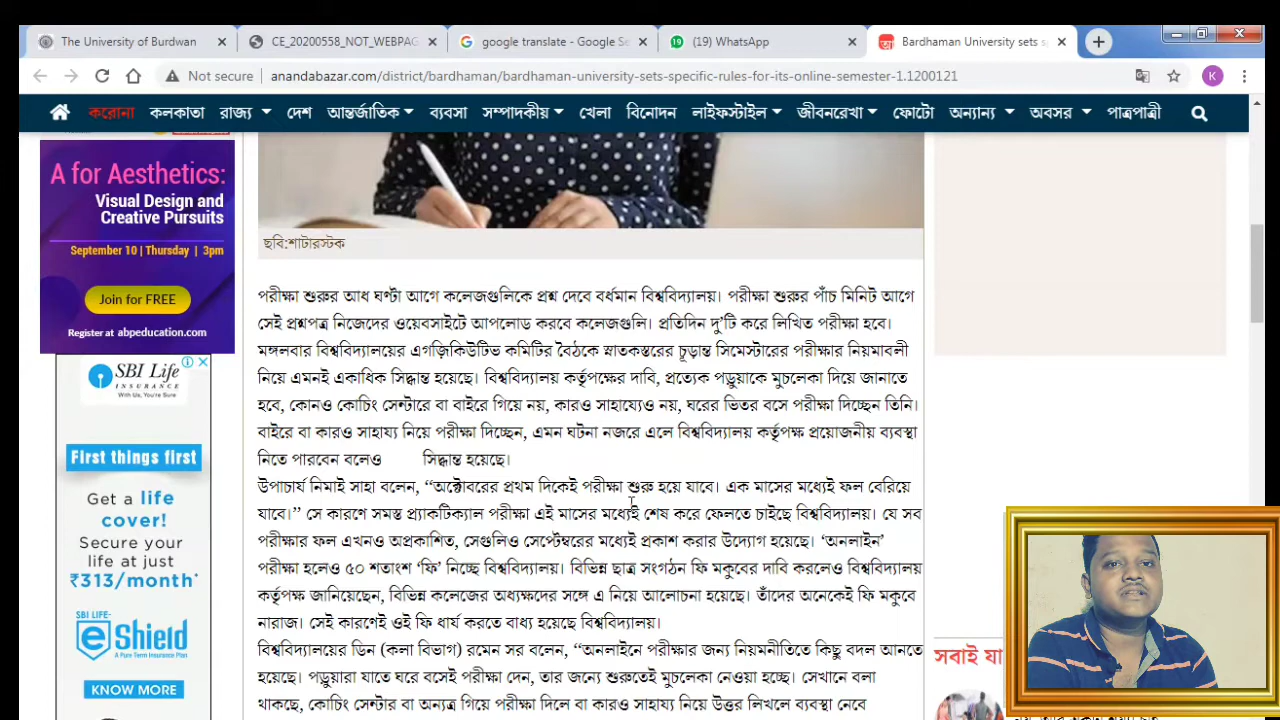 The University of Burdwan
CE_20200558_NOT_WEBPAG
google translate - Google Se
(19) WhatsApp
Bardhaman University sets s
Not secure
anandabazar.com/district/bardhaman/bardhaman-university-sets-specific-rules-for-its-online-semester-1.1200121
K
করোনা কলকাতা রাজ্য দেশ আন্তর্জাতিক ব্যবসা সম্পাদকীয় খেলা বিনোদন লাইফস্টাইল জীবনরেখা ফোটো অন্যান্য অবসর পাত্রপাত্রী
A for Aesthetics:
Visual Design and
Creative Pursuits
September 10 | Thursday | 3pm
Join for FREE
Register at abpeducation.com
SBI Life
INSURANCE
With Us, You're Sure
First things first
Get a life
cover!
Secure your
life at just
₹313/month*
SBI LIFE-
eShield
A Pure Term Insurance Plan
KNOW MORE
ছবি:শাটারস্টক
পরীক্ষা শুরুর আধ ঘণ্টা আগে কলেজগুলিকে প্রশ্ন দেবে বর্ধমান বিশ্ববিদ্যালয়। পরীক্ষা শুরুর পাঁচ মিনিট আগে
সেই প্রশ্নপত্র নিজেদের ওয়েবসাইটে আপলোড করবে কলেজগুলি। প্রতিদিন দু'টি করে লিখিত পরীক্ষা হবে।
মঙ্গলবার বিশ্ববিদ্যালয়ের এগজ়িকিউটিভ কমিটির বৈঠকে স্নাতকস্তরের চূড়ান্ত সিমেস্টারের পরীক্ষার নিয়মাবলী
নিয়ে এমনই একাধিক সিদ্ধান্ত হয়েছে। বিশ্ববিদ্যালয় কর্তৃপক্ষের দাবি, প্রত্যেক পড়ুয়াকে মুচলেকা দিয়ে জানাতে
হবে, কোনও কোচিং সেন্টারে বা বাইরে গিয়ে নয়, কারও সাহায্যেও নয়, ঘরের ভিতর বসে পরীক্ষা দিচ্ছেন তিনি।
বাইরে বা কারও সাহায্য নিয়ে পরীক্ষা দিচ্ছেন, এমন ঘটনা নজরে এলে বিশ্ববিদ্যালয় কর্তৃপক্ষ প্রয়োজনীয় ব্যবস্থা
নিতে পারবেন বলেও সিদ্ধান্ত হয়েছে।
উপাচার্য নিমাই সাহা বলেন, “অক্টোবরের প্রথম দিকেই পরীক্ষা শুরু হয়ে যাবে। এক মাসের মধ্যেই ফল বেরিয়ে
যাবে।” সে কারণে সমস্ত প্র্যাকটিক্যাল পরীক্ষা এই মাসের মধ্যেই শেষ করে ফেলতে চাইছে বিশ্ববিদ্যালয়। যে সব
পরীক্ষার ফল এখনও অপ্রকাশিত, সেগুলিও সেপ্টেম্বরের মধ্যেই প্রকাশ করার উদ্যোগ হয়েছে। ‘অনলাইন’
পরীক্ষা হলেও ৫০ শতাংশ ‘ফি’ নিচ্ছে বিশ্ববিদ্যালয়। বিভিন্ন ছাত্র সংগঠন ফি মকুবের দাবি করলেও বিশ্ববিদ্যালয়
কর্তৃপক্ষ জানিয়েছেন, বিভিন্ন কলেজের অধ্যক্ষদের সঙ্গে এ নিয়ে আলোচনা হয়েছে। তাঁদের অনেকেই ফি মকুবে
নারাজ। সেই কারণেই ওই ফি ধার্য করতে বাধ্য হয়েছে বিশ্ববিদ্যালয়।
বিশ্ববিদ্যালয়ের ডিন (কলা বিভাগ) রমেন সর বলেন, “অনলাইনে পরীক্ষার জন্য নিয়মনীতিতে কিছু বদল আনতে
হয়েছে। পড়ুয়ারা যাতে ঘরে বসেই পরীক্ষা দেন, তার জন্যে শুরুতেই মুচলেকা নেওয়া হচ্ছে। সেখানে বলা
থাকছে, কোচিং সেন্টার বা অন্যত্র গিয়ে পরীক্ষা দিলে বা কারও সাহায্য নিয়ে উত্তর লিখলে ব্যবস্থা নেবে
সবাই যা